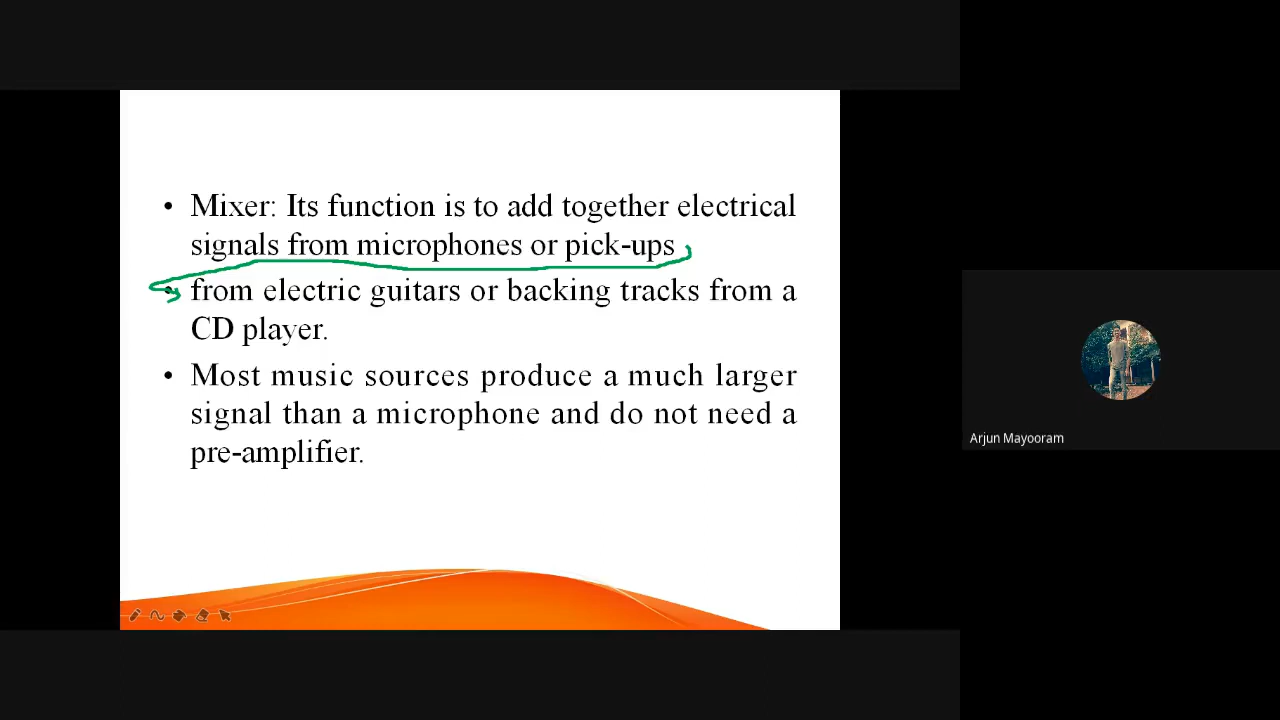 • Mixer: Its function is to add together electrical
signals from microphones or pick-ups
• from electric guitars or backing tracks from a
CD player.
• Most music sources produce a much larger
signal than a microphone and do not need a
pre-amplifier.
Arjun Mayooram